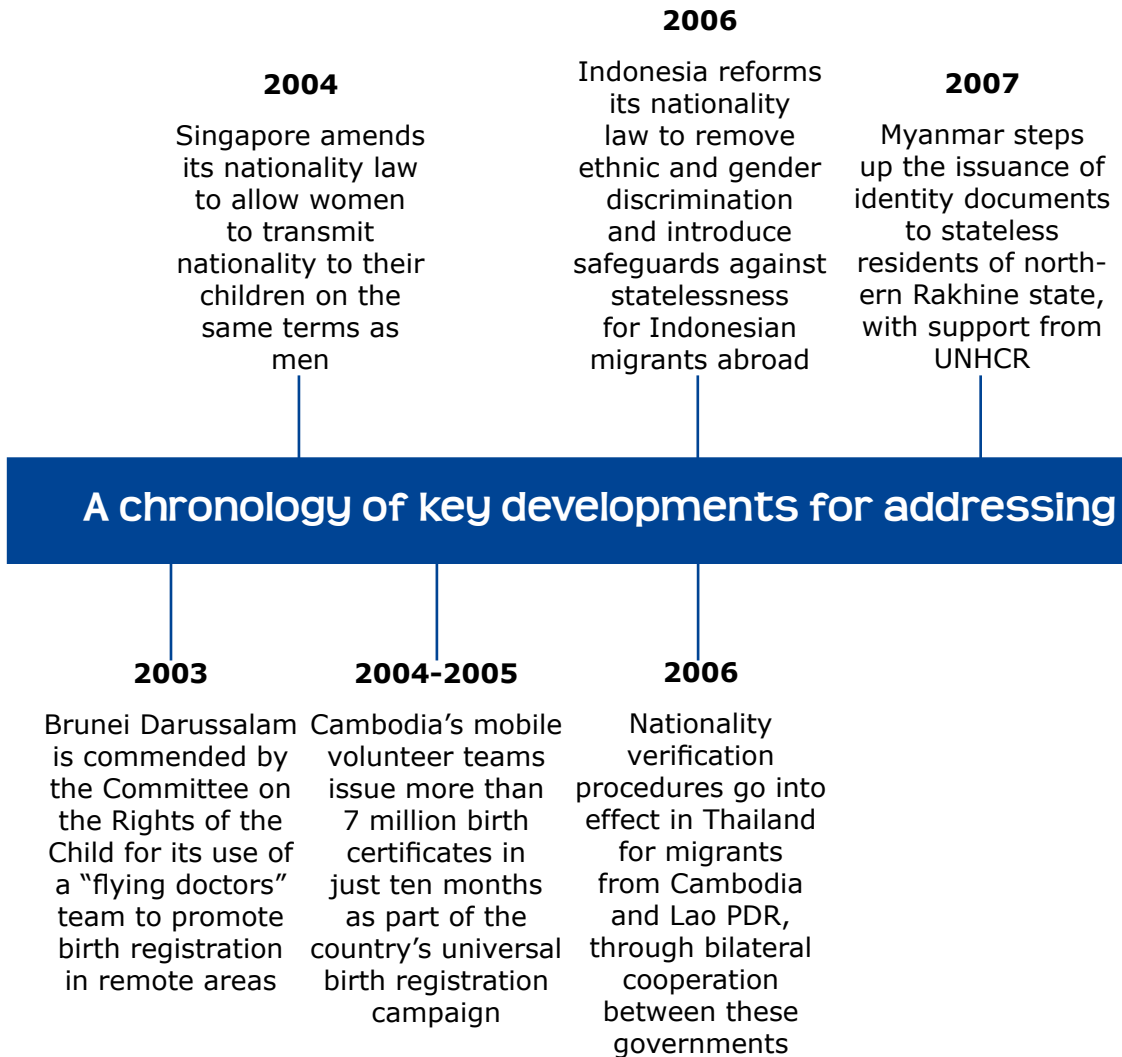 2006
Indonesia reforms
its nationality
law to remove
ethnic and gender
discrimination
and introduce
safeguards against
statelessness
for Indonesian
migrants abroad
2004
Singapore amends
its nationality law
to allow women
to transmit
nationality to their
children on the
same terms as
men
2007
Myanmar steps
up the issuance of
identity documents
to stateless
residents of north-
ern Rakhine state,
with support from
UNHCR
A chronology of key developments for addressing
2003
Brunei Darussalam
is commended by
the Committee on
the Rights of the
Child for its use of
a “flying doctors”
team to promote
birth registration
in remote areas
2004-2005
Cambodia’s mobile
volunteer teams
issue more than
7 million birth
certificates in
just ten months
as part of the
country’s universal
birth registration
campaign
2006
Nationality
verification
procedures go into
effect in Thailand
for migrants
from Cambodia
and Lao PDR,
through bilateral
cooperation
between these
governments